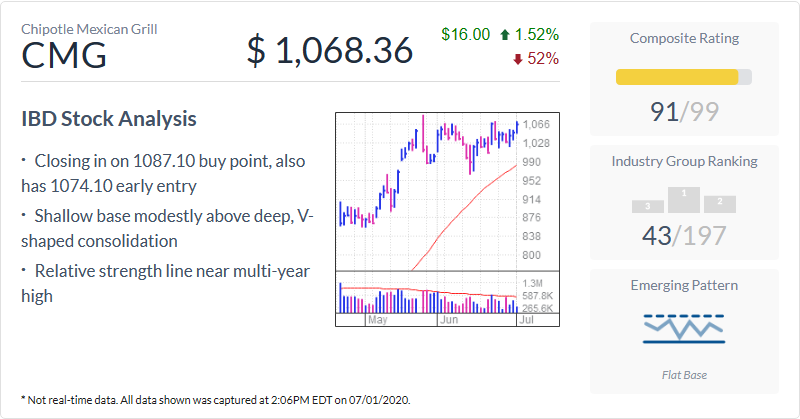 Chipotle Mexican Grill
CMG
$ 1,068.36
$16.00 1.52%
52%
IBD Stock Analysis
· Closing in on 1087.10 buy point, also
has 1074.10 early entry
· Shallow base modestly above deep, V-
shaped consolidation
· Relative strength line near multi-year
high
1,066
1,028
990
952
914
876
838
800
1.3M
587.8K
265.6K
May Jun Jul
Composite Rating
91/99
Industry Group Ranking
3 1 2
43/197
Emerging Pattern
Flat Base
* Not real-time data. All data shown was captured at 2:06PM EDT on 07/01/2020.